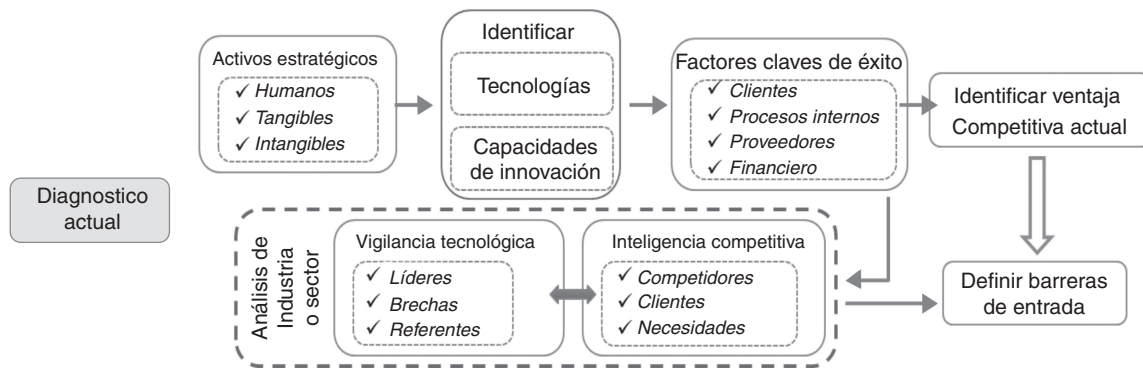 Diagnostico
actual
Activos estratégicos
✓ Humanos
✓ Tangibles
✓ Intangibles
Identificar
Tecnologías
Capacidades
de innovación
Factores claves de éxito
✓ Clientes
✓ Procesos internos
✓ Proveedores
✓ Financiero
Identificar ventaja
Competitiva actual
Análisis de
Industria
o sector
Vigilancia tecnológica
✓ Líderes
✓ Brechas
✓ Referentes
Inteligencia competitiva
✓ Competidores
✓ Clientes
✓ Necesidades
Definir barreras
de entrada